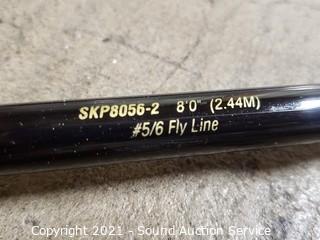 SKP8056-2 8'0" (2.44M)
#5/6 Fly Line
Copyright 2021 - Sound Auction Service